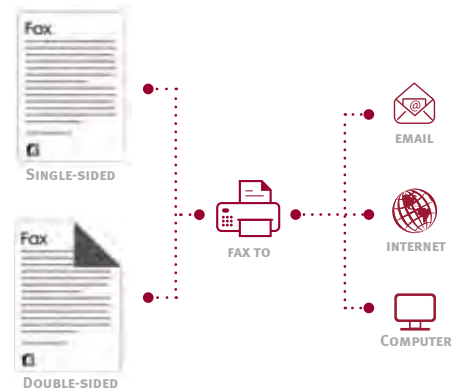 Fax
SINGLE-SIDED
Fax
DOUBLE-SIDED
FAX TO
@
EMAIL
INTERNET
COMPUTER